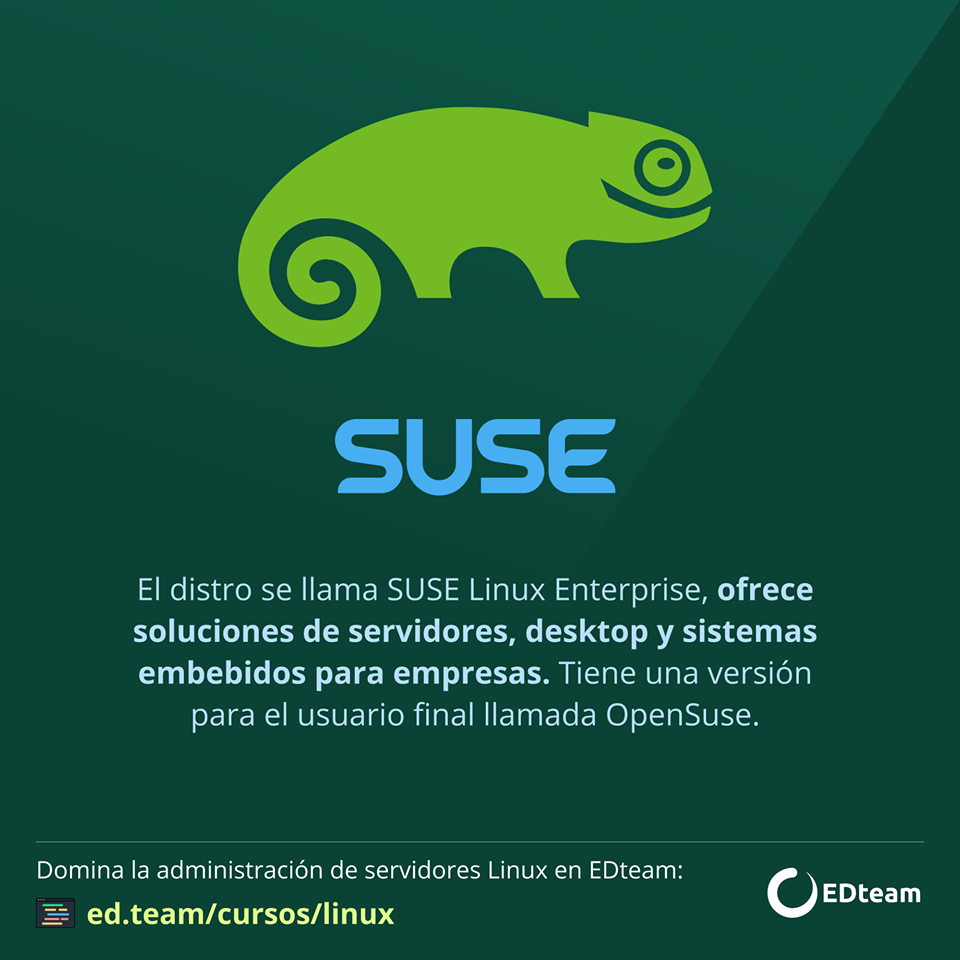 SUSE
El distro se llama SUSE Linux Enterprise, ofrece
soluciones de servidores, desktop y sistemas
embebidos para empresas. Tiene una versión
para el usuario final llamada OpenSuse.
Domina la administración de servidores Linux en EDteam:
ed.team/cursos/linux
EDteam